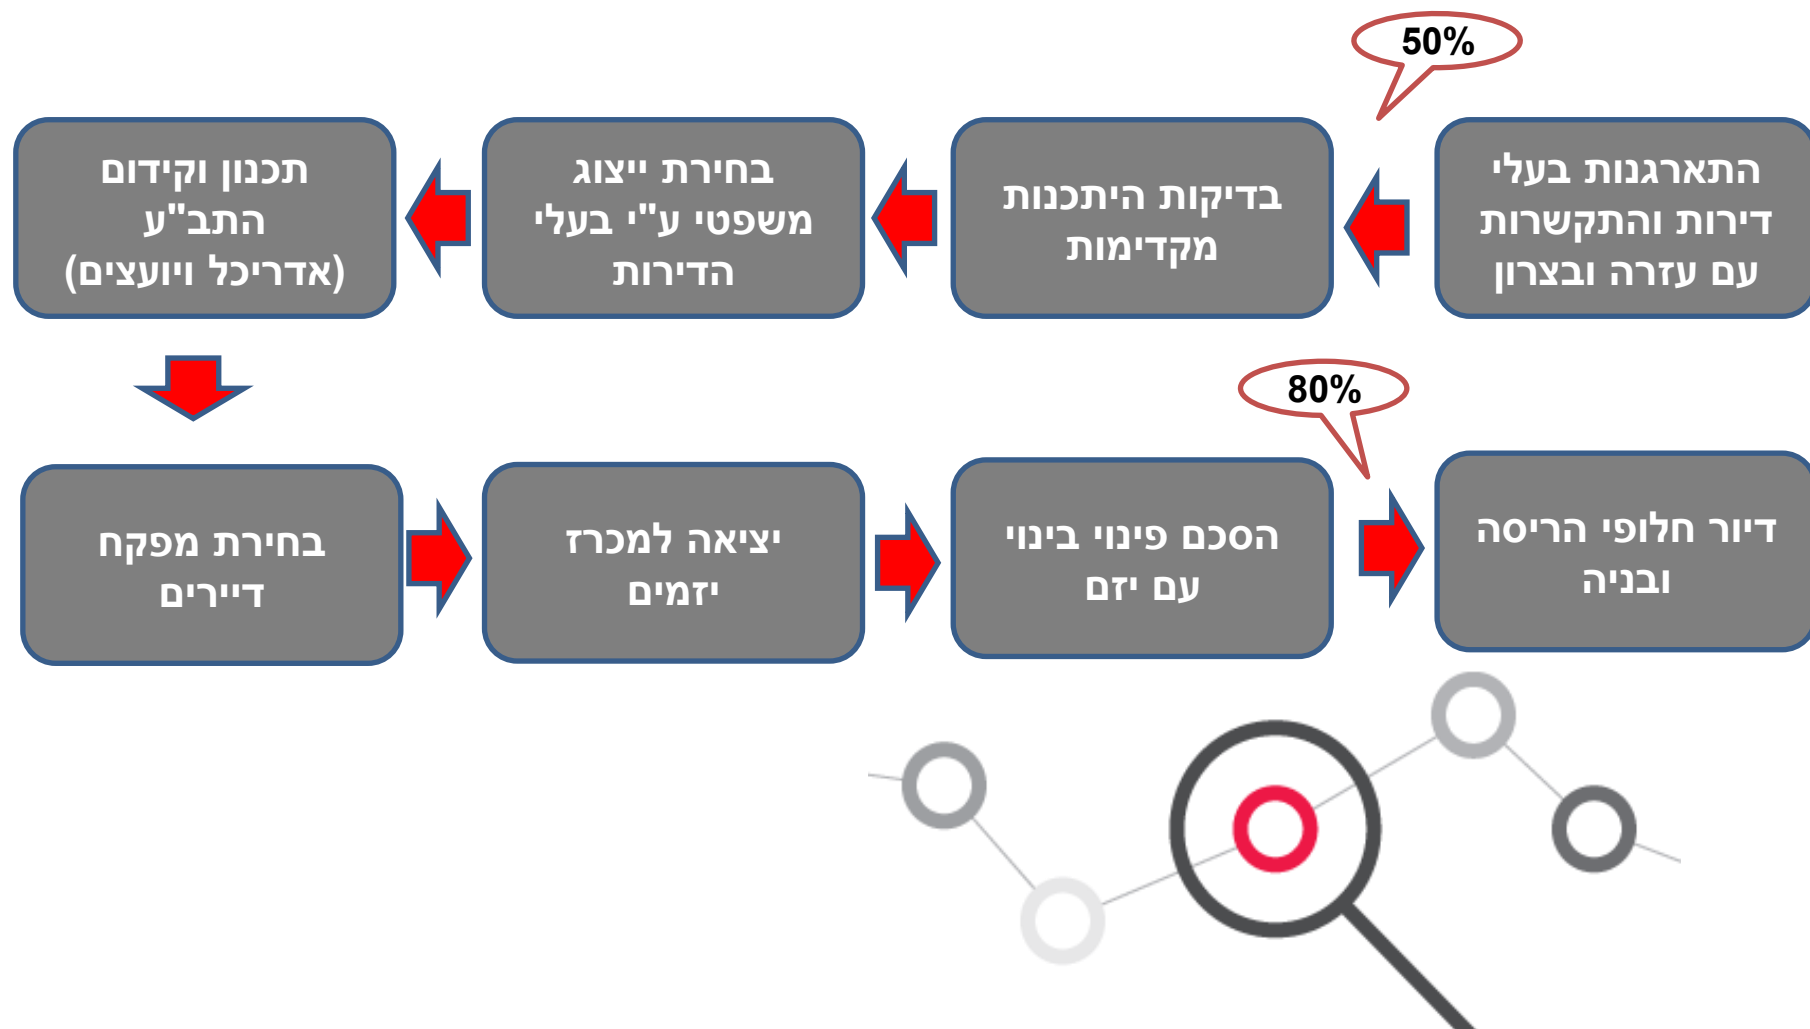 50%
התארגנות בעלי
דירות והתקשרות
עם עזרה ובצרון
בדיקות היתכנות
מקדימות
בחירת ייצוג
משפטי ע"י בעלי
הדירות
תכנון וקידום
התב"ע
(אדריכל ויועצים)
בחירת מפקח
דיירים
יציאה למכרז
יזמים
הסכם פינוי בינוי
עם יזם
80%
דיור חלופי הריסה
ובניה